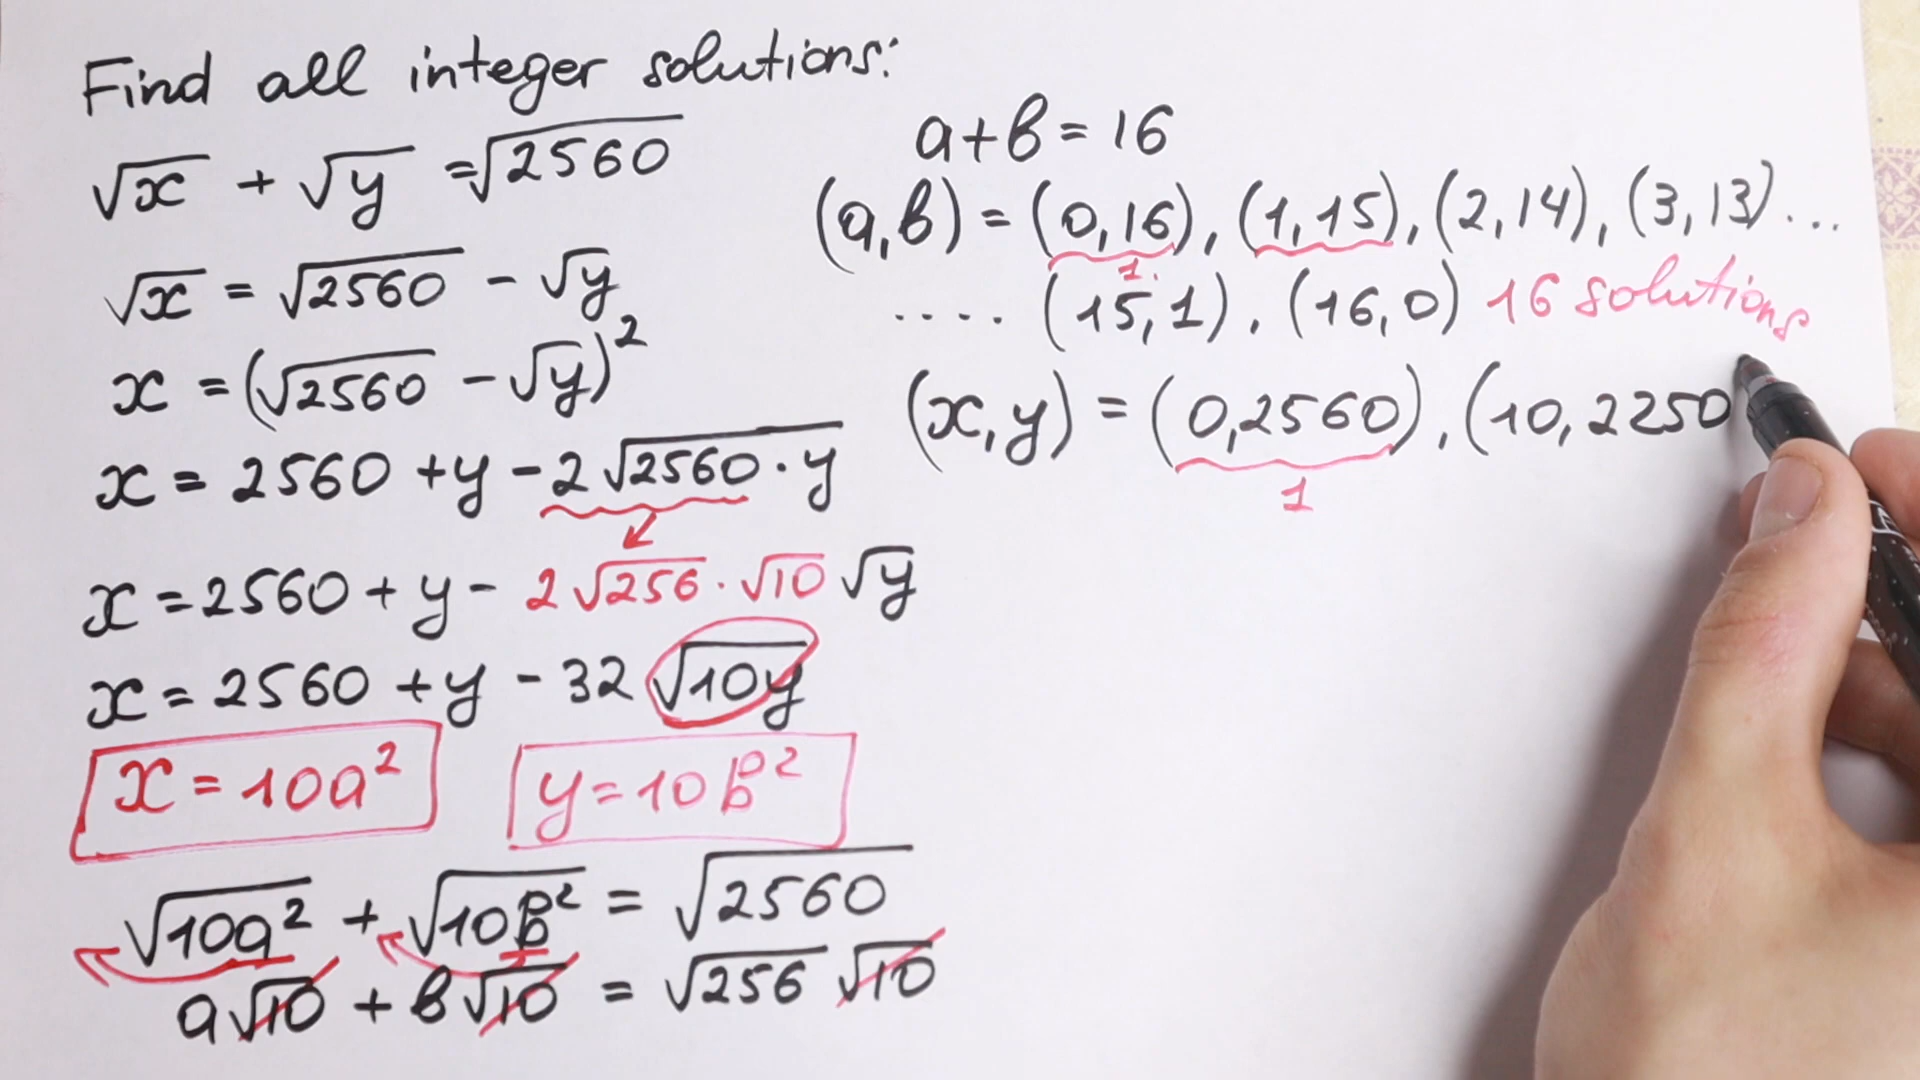 Find all integer solutions:
√x + √y = √2560
√x = √2560 - √y
x = (√2560 - √y)²
x = 2560 + y - 2√2560 · y
x = 2560 + y - 2√256 · √10 √y
x = 2560 + y - 32√10y
x = 10a² y = 10b²
√10a² + √10b² = √2560
a√10 + b√10 = √256 √10
a + b = 16
(a, b) = (0, 16), (1, 15), (2, 14), (3, 13)...
1.
.... (15, 1), (16, 0) 16 solutions
(x, y) = (0, 2560), (10, 2250
1